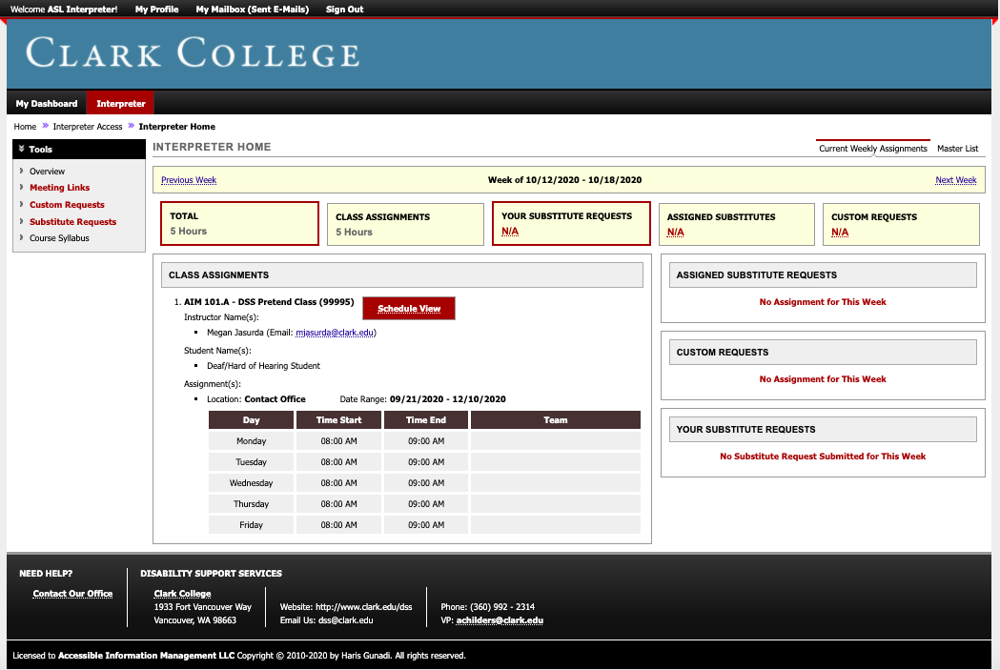 Welcome ASL Interpreter! My Profile My Mailbox (Sent E-Mails) Sign Out
CLARK COLLEGE
My Dashboard Interpreter
Home » Interpreter Access » Interpreter Home
Tools
Overview
Meeting Links
Custom Requests
Substitute Requests
Course Syllabus
INTERPRETER HOME
Current Weekly Assignments Master List
Previous Week Week of 10/12/2020 - 10/18/2020 Next Week
TOTAL
5 Hours
CLASS ASSIGNMENTS
5 Hours
YOUR SUBSTITUTE REQUESTS
N/A
ASSIGNED SUBSTITUTES
N/A
CUSTOM REQUESTS
N/A
CLASS ASSIGNMENTS
1. AIM 101.A - DSS Pretend Class (99995) Schedule View
Instructor Name(s):
Megan Jasurda (Email: mjasurda@clark.edu)
Student Name(s):
Deaf/Hard of Hearing Student
Assignment(s):
Location: Contact Office Date Range: 09/21/2020 - 12/10/2020
Day Time Start Time End Team
Monday 08:00 AM 09:00 AM
Tuesday 08:00 AM 09:00 AM
Wednesday 08:00 AM 09:00 AM
Thursday 08:00 AM 09:00 AM
Friday 08:00 AM 09:00 AM
ASSIGNED SUBSTITUTE REQUESTS
No Assignment for This Week
CUSTOM REQUESTS
No Assignment for This Week
YOUR SUBSTITUTE REQUESTS
No Substitute Request Submitted for This Week
NEED HELP?
Contact Our Office
DISABILITY SUPPORT SERVICES
Clark College
1933 Fort Vancouver Way
Vancouver, WA 98663
Website: http://www.clark.edu/dss
Email Us: dss@clark.edu
Phone: (360) 992 - 2314
VP: achilders@clark.edu
Licensed to Accessible Information Management LLC Copyright © 2010-2020 by Haris Gunadi. All rights reserved.